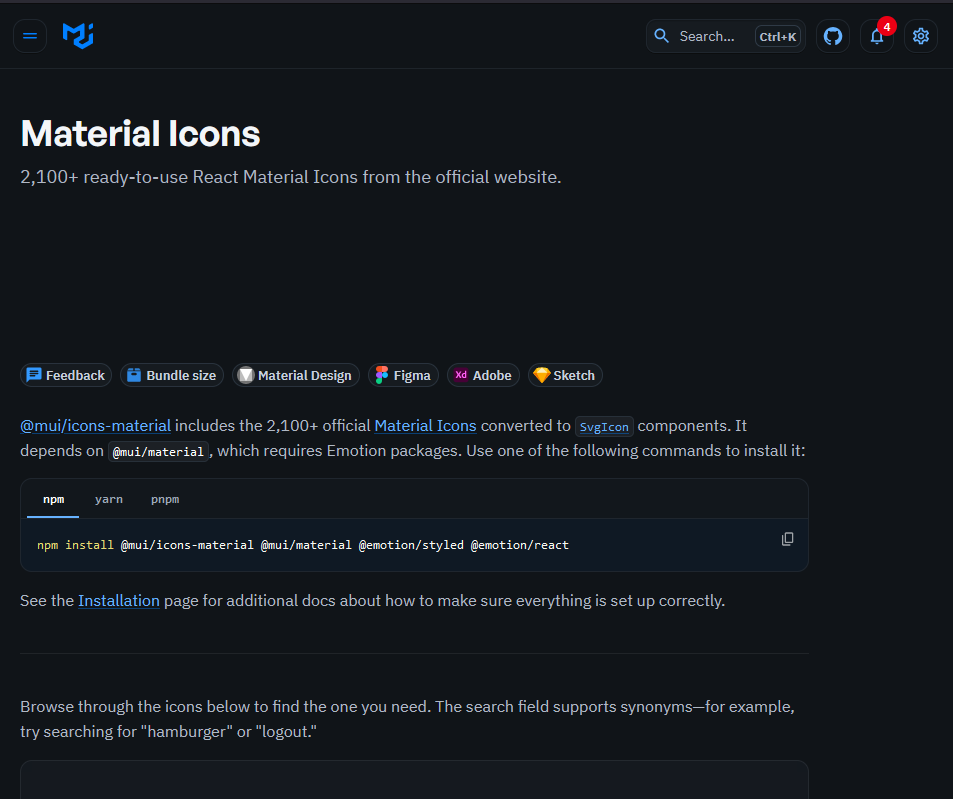 Search... Ctrl+K 4
Material Icons
2,100+ ready-to-use React Material Icons from the official website.
Feedback Bundle size Material Design Figma Xd Adobe Sketch
@mui/icons-material includes the 2,100+ official Material Icons converted to SvgIcon components. It
depends on @mui/material, which requires Emotion packages. Use one of the following commands to install it:
npm yarn pnpm
npm install @mui/icons-material @mui/material @emotion/styled @emotion/react
See the Installation page for additional docs about how to make sure everything is set up correctly.
Browse through the icons below to find the one you need. The search field supports synonyms—for example,
try searching for "hamburger" or "logout."